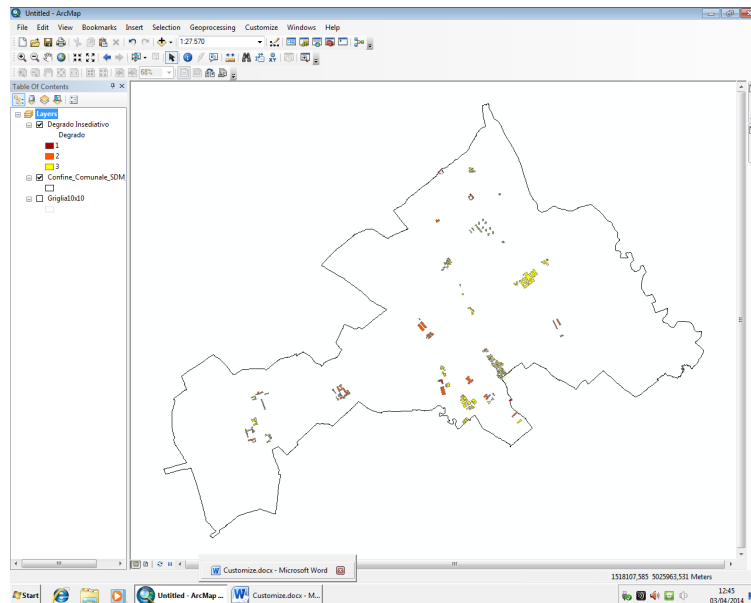 Untitled - ArcMap
File Edit View Bookmarks Insert Selection Geoprocessing Customize Windows Help
1:27.570
68%
Table Of Contents
Layers
Degrado Insediativo
Degrado
1
2
3
Confine_Comunale_SDM
Griglia10x10
Customize.docx - Microsoft Word
1518107,585 5025963,531 Meters
Start
Untitled - ArcMap ...
Customize.docx - M...
12:45
03/04/2014